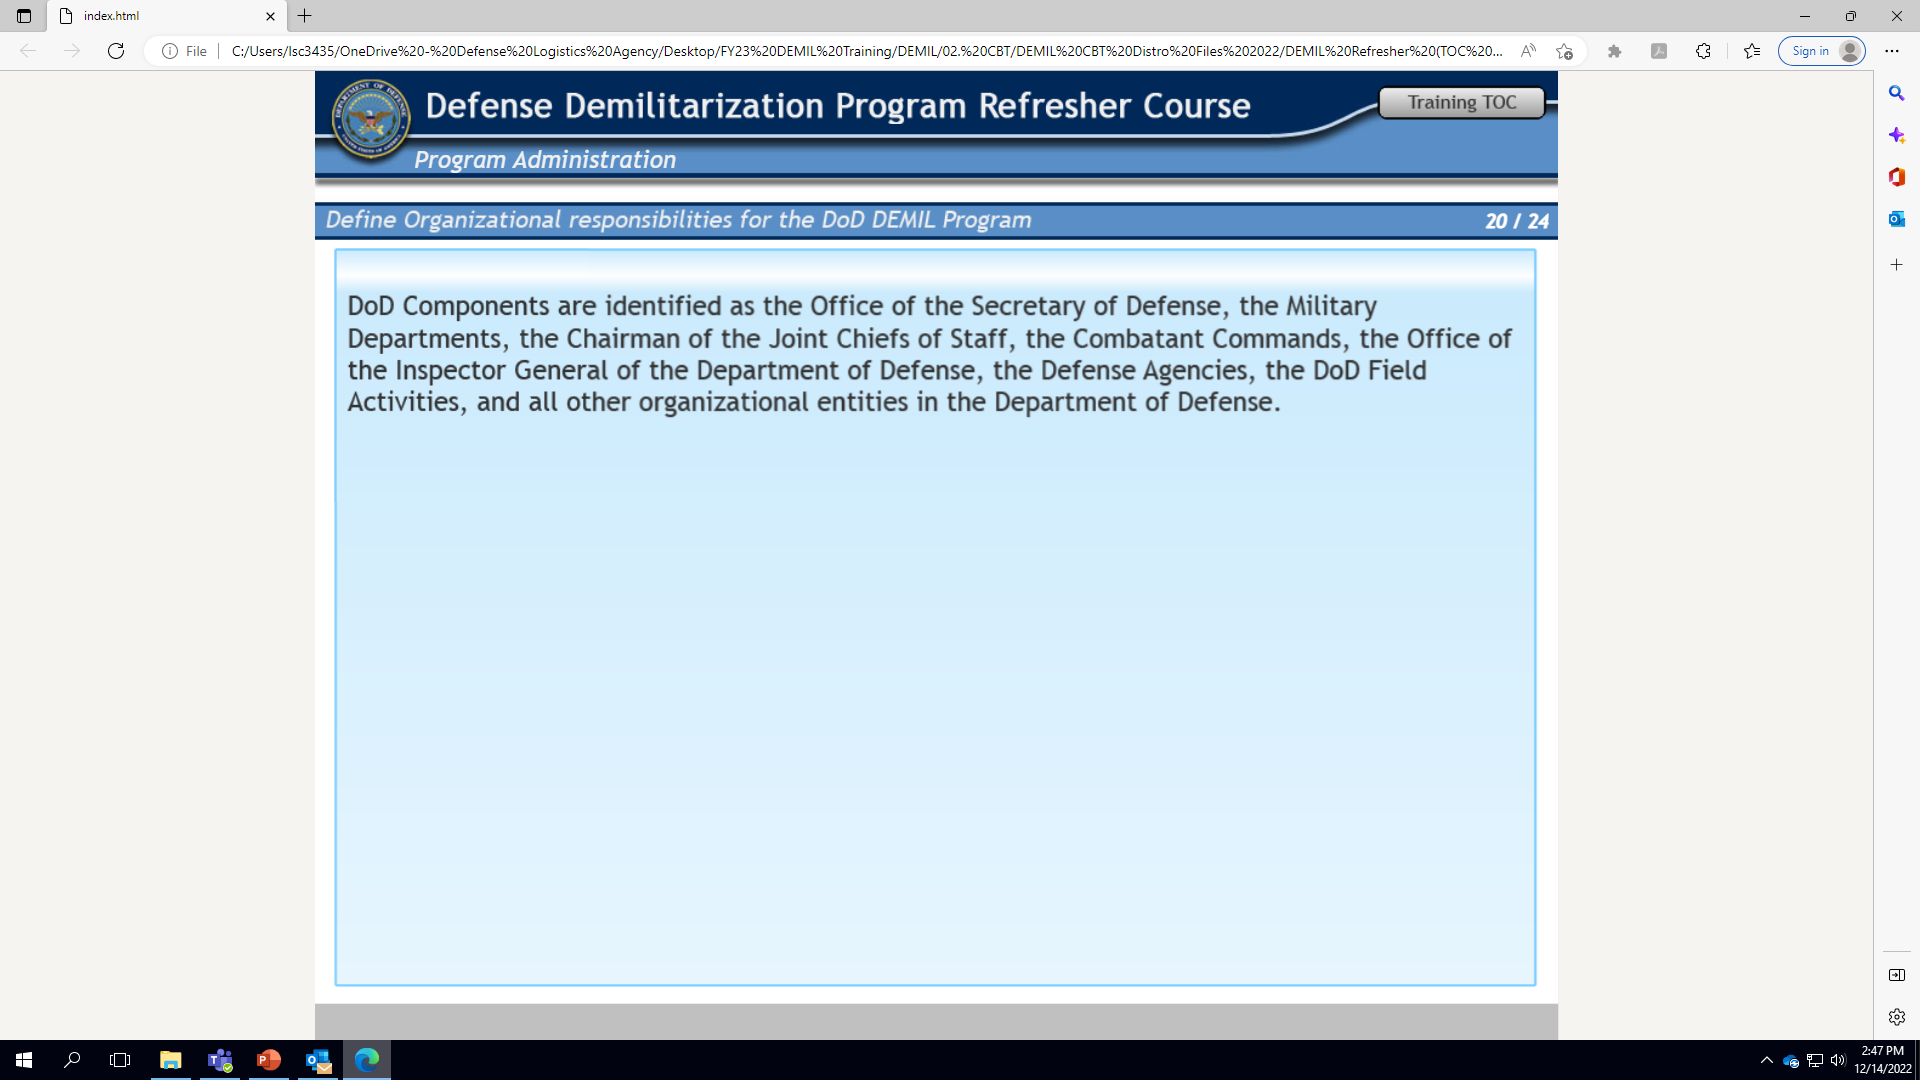 index.html
File
C:/Users/lsc3435/OneDrive%20-%20Defense%20Logistics%20Agency/Desktop/FY23%20DEMIL%20Training/DEMIL/02.%20CBT/DEMIL%20CBT%20Distro%20Files%202022/DEMIL%20Refresher%20(TOC%20...
Sign in
Defense Demilitarization Program Refresher Course
Training TOC
Program Administration
Define Organizational responsibilities for the DoD DEMIL Program
20 / 24
DoD Components are identified as the Office of the Secretary of Defense, the Military
Departments, the Chairman of the Joint Chiefs of Staff, the Combatant Commands, the Office of
the Inspector General of the Department of Defense, the Defense Agencies, the DoD Field
Activities, and all other organizational entities in the Department of Defense.
2:47 PM
12/14/2022